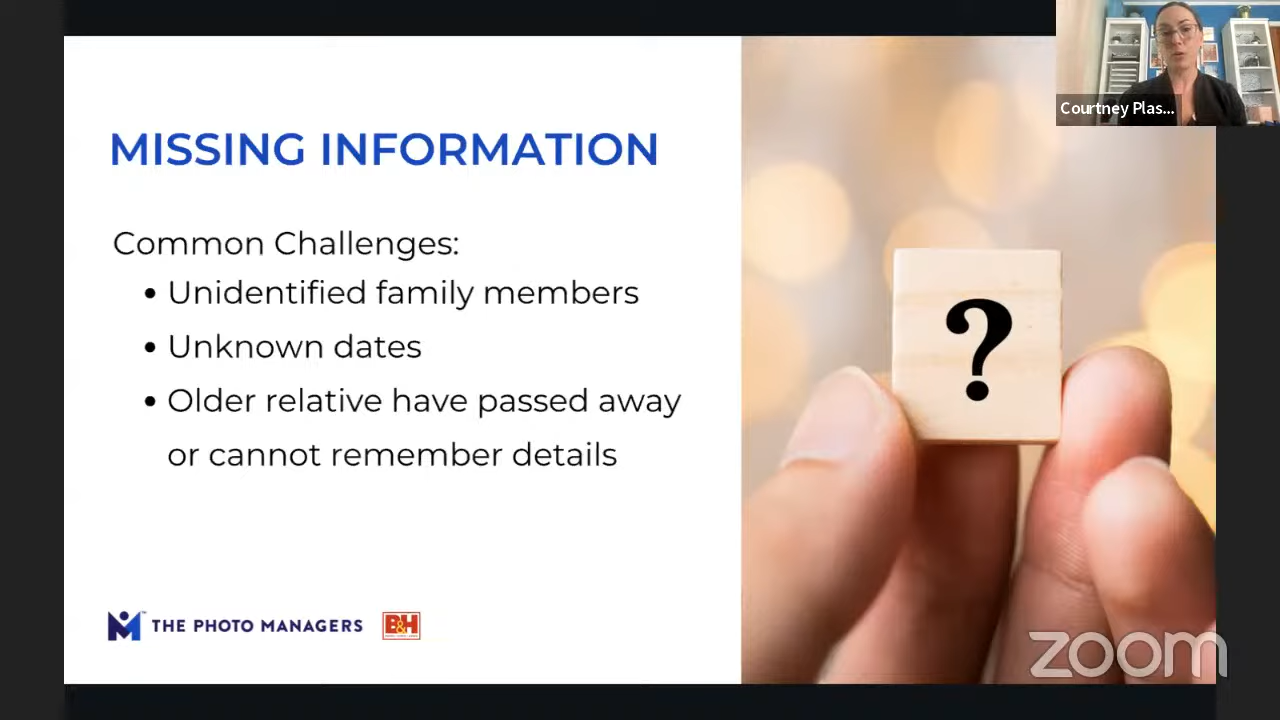 Courtney Plas...
MISSING INFORMATION
Common Challenges:
• Unidentified family members
• Unknown dates
• Older relative have passed away
or cannot remember details
?
THE PHOTO MANAGERS
B&H
zoom